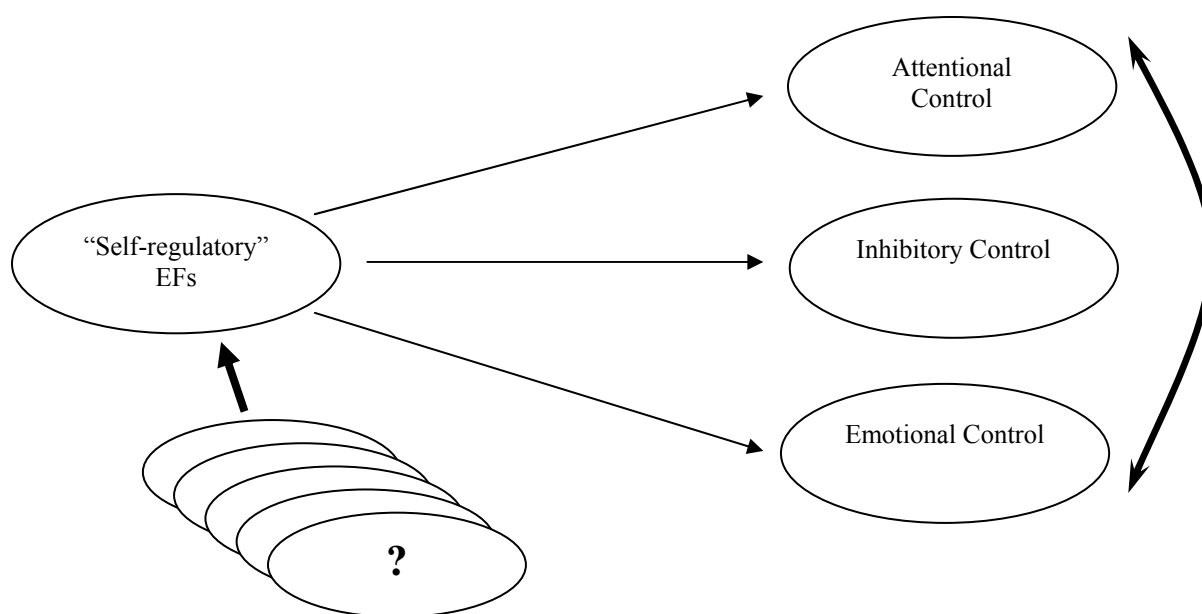 Attentional
Control
“Self-regulatory”
EFs
Inhibitory Control
Emotional Control
?